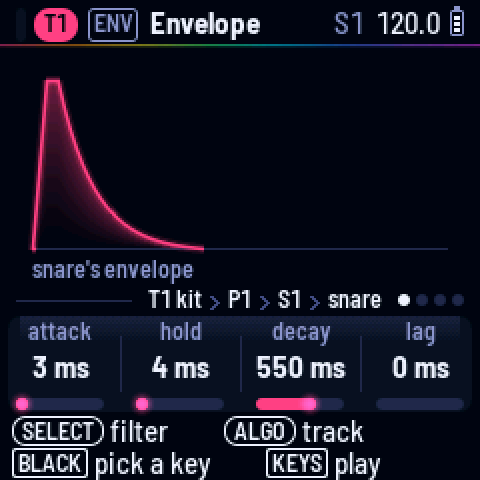 T1 ENV Envelope S1 120.0
snare's envelope
T1 kit > P1 > S1 > snare
attack hold decay lag
3 ms 4 ms 550 ms 0 ms
SELECT filter ALGO track
BLACK pick a key KEYS play